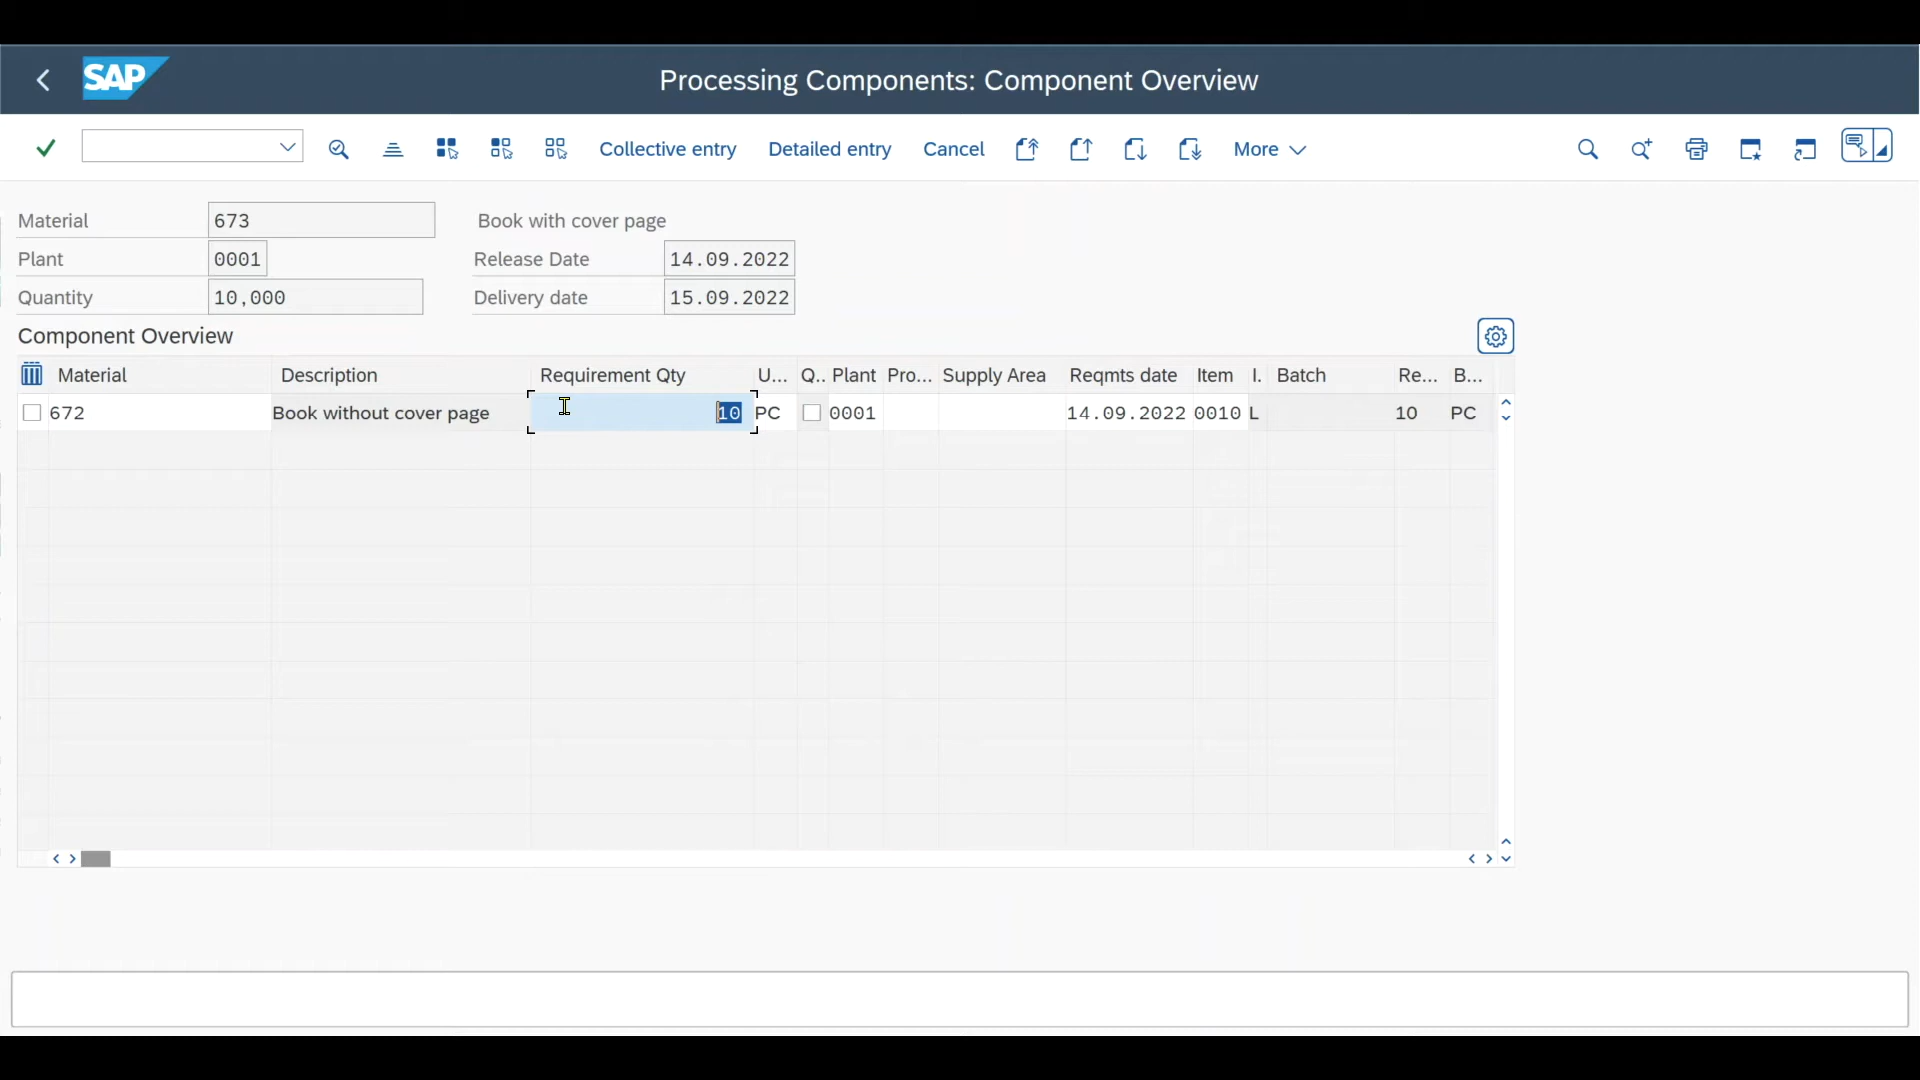 SAP
Processing Components: Component Overview
Collective entry Detailed entry Cancel More
Material 673 Book with cover page
Plant 0001 Release Date 14.09.2022
Quantity 10,000 Delivery date 15.09.2022
Component Overview
Material Description Requirement Qty U... Q.. Plant Pro... Supply Area Reqmts date Item I. Batch Re... B...
672 Book without cover page 10 PC 0001 14.09.2022 0010 L 10 PC